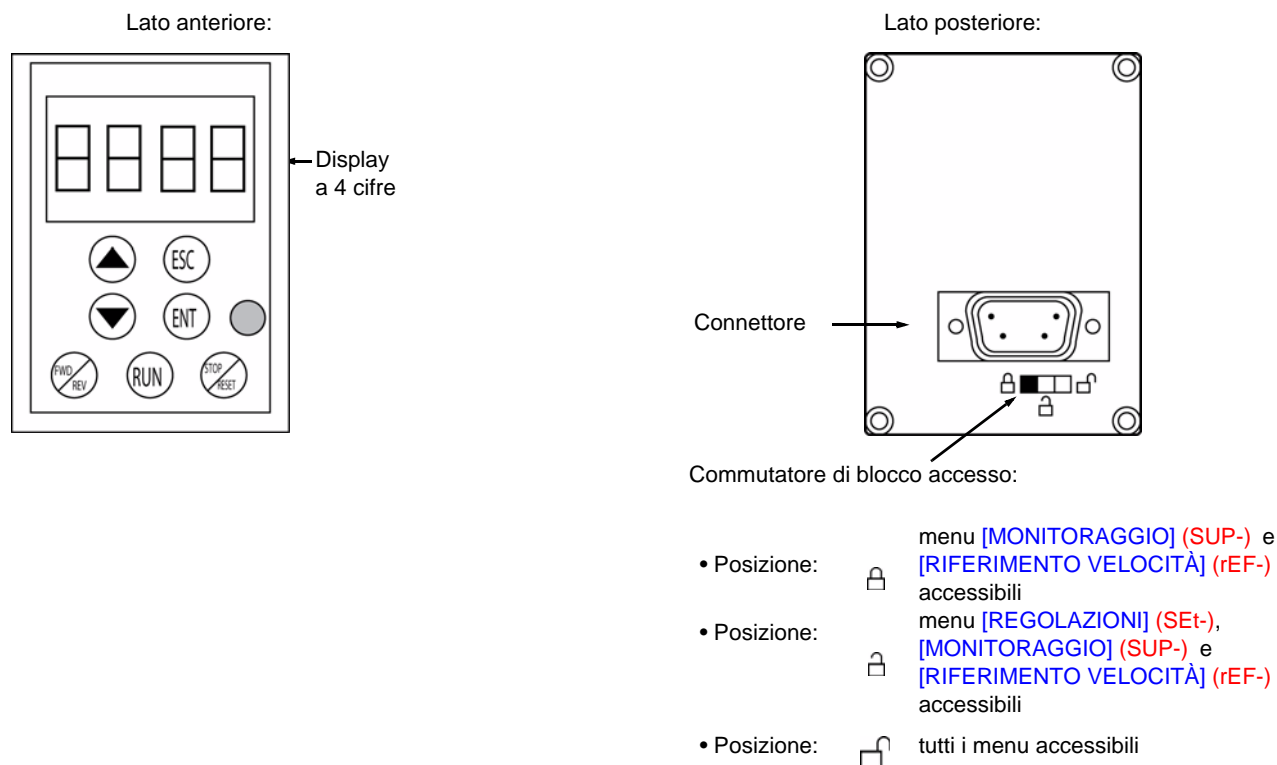 Lato anteriore:
Lato posteriore:
Display
a 4 cifre
ESC
ENT
FWD
REV
RUN
STOP
RESET
Connettore
Commutatore di blocco accesso:
• Posizione:
menu [MONITORAGGIO] (SUP-) e
[RIFERIMENTO VELOCITÀ] (rEF-)
accessibili
• Posizione:
menu [REGOLAZIONI] (SEt-),
[MONITORAGGIO] (SUP-) e
[RIFERIMENTO VELOCITÀ] (rEF-)
accessibili
• Posizione:
tutti i menu accessibili